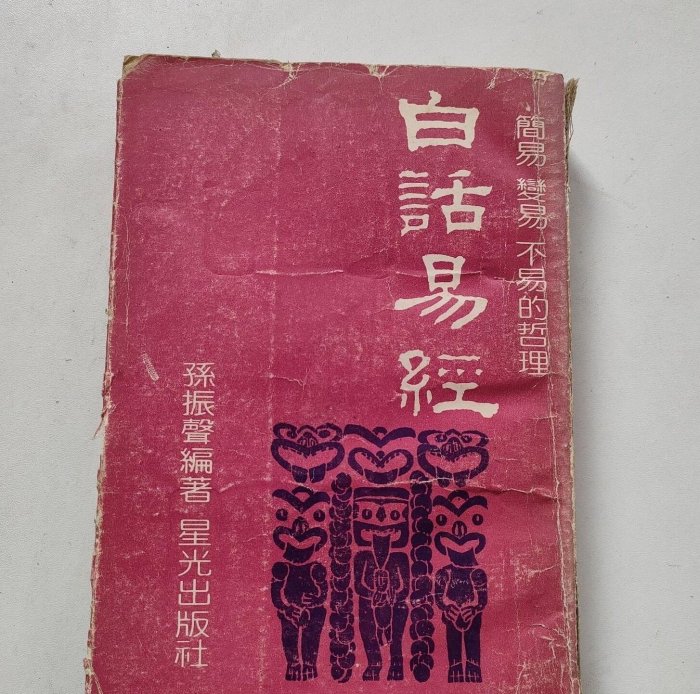 簡易 變易 不易的哲理
白話易經
孫振聲編著 星光出版社